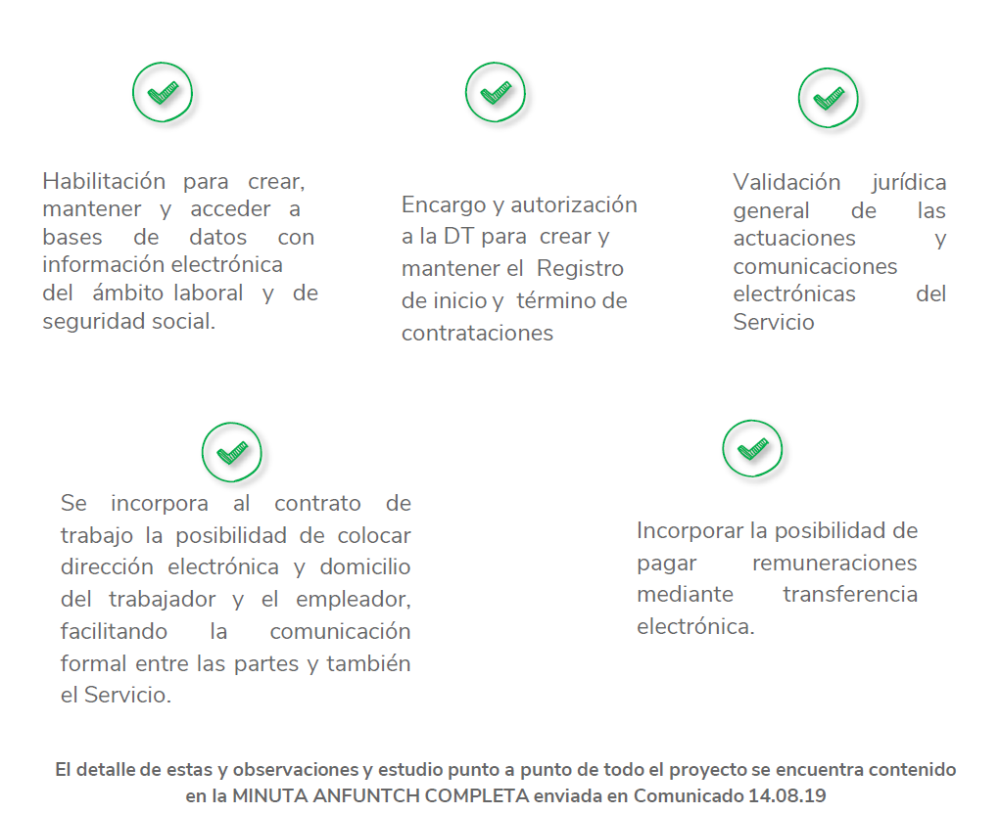 Habilitación para crear,
mantener y acceder a
bases de datos con
información electrónica
del ámbito laboral y de
seguridad social.
Encargo y autorización
a la DT para crear y
mantener el Registro
de inicio y término de
contrataciones
Validación jurídica
general de las
actuaciones y
comunicaciones
electrónicas del
Servicio
Se incorpora al contrato de
trabajo la posibilidad de colocar
dirección electrónica y domicilio
del trabajador y el empleador,
facilitando la comunicación
formal entre las partes y también
el Servicio.
Incorporar la posibilidad de
pagar remuneraciones
mediante transferencia
electrónica.
El detalle de estas y observaciones y estudio punto a punto de todo el proyecto se encuentra contenido
en la MINUTA ANFUNTCH COMPLETA enviada en Comunicado 14.08.19